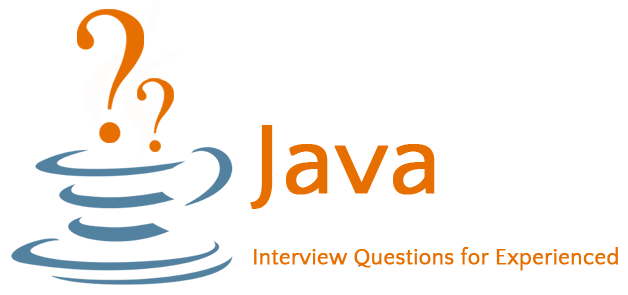 ? ?
Java
Interview Questions for Experienced